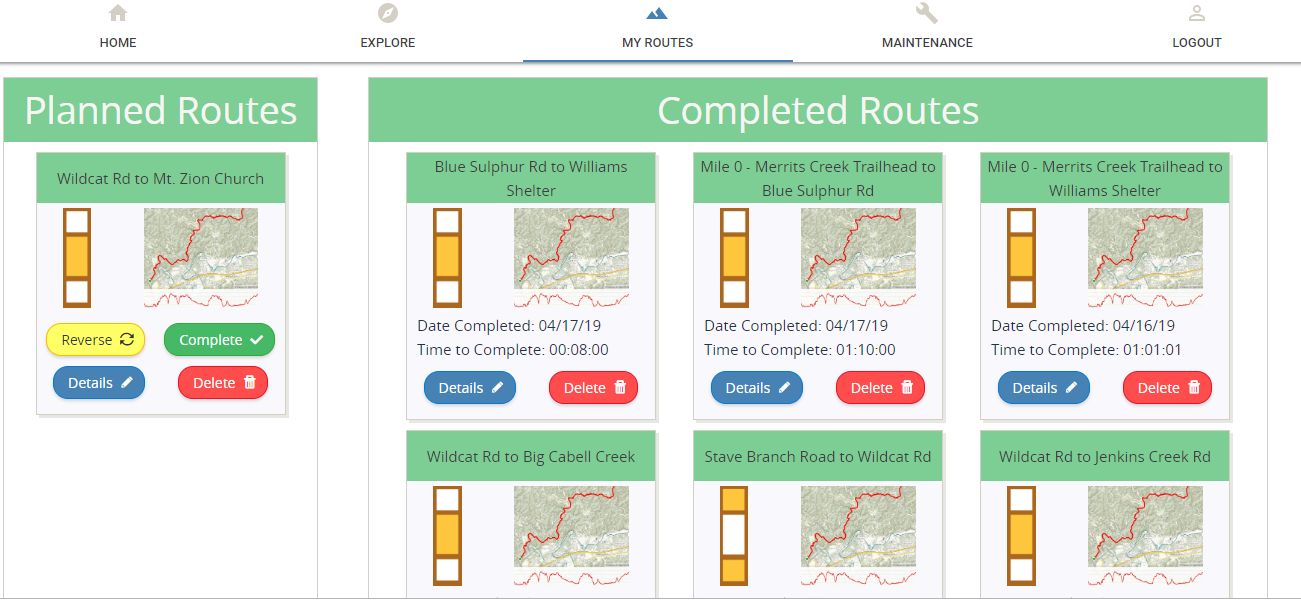 HOME
EXPLORE
MY ROUTES
MAINTENANCE
LOGOUT
Planned Routes
Wildcat Rd to Mt. Zion Church
Reverse
Complete
Details
Delete
Completed Routes
Blue Sulphur Rd to Williams
Shelter
Date Completed: 04/17/19
Time to Complete: 00:08:00
Details
Delete
Mile 0 - Merrits Creek Trailhead to
Blue Sulphur Rd
Date Completed: 04/17/19
Time to Complete: 01:10:00
Details
Delete
Mile 0 - Merrits Creek Trailhead to
Williams Shelter
Date Completed: 04/16/19
Time to Complete: 01:01:01
Details
Delete
Wildcat Rd to Big Cabell Creek
Stave Branch Road to Wildcat Rd
Wildcat Rd to Jenkins Creek Rd